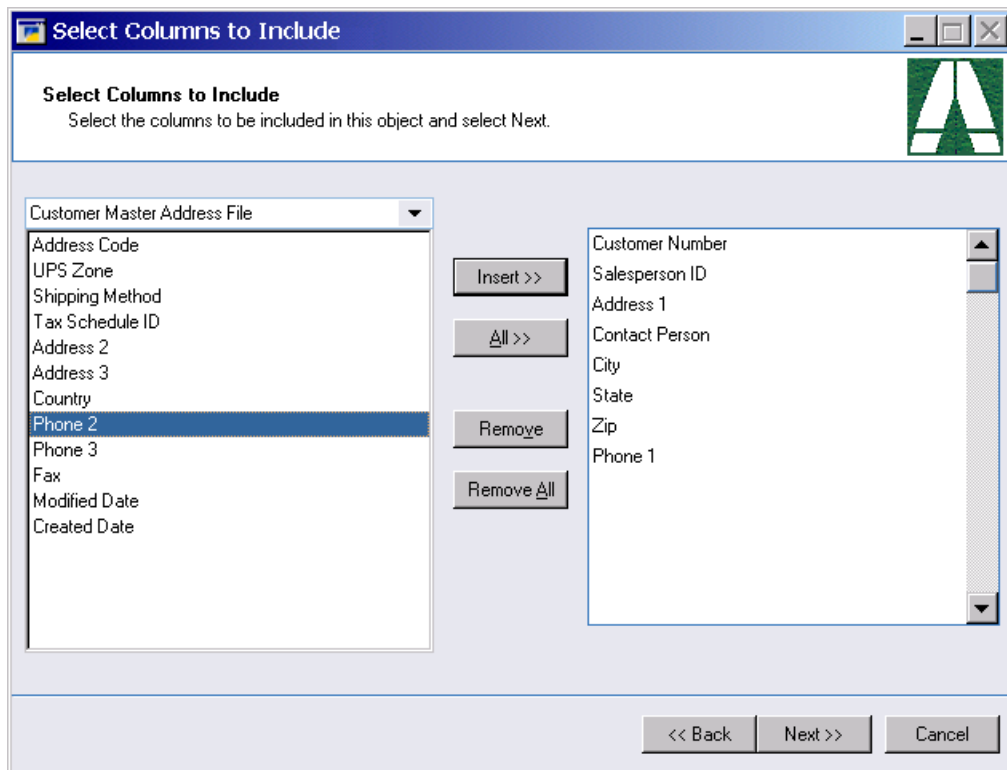 Select Columns to Include
Select Columns to Include
Select the columns to be included in this object and select Next.
Customer Master Address File
Address Code
UPS Zone
Shipping Method
Tax Schedule ID
Address 2
Address 3
Country
Phone 2
Phone 3
Fax
Modified Date
Created Date
Insert >>
All >>
Remove
Remove All
Customer Number
Salesperson ID
Address 1
Contact Person
City
State
Zip
Phone 1
<< Back
Next >>
Cancel